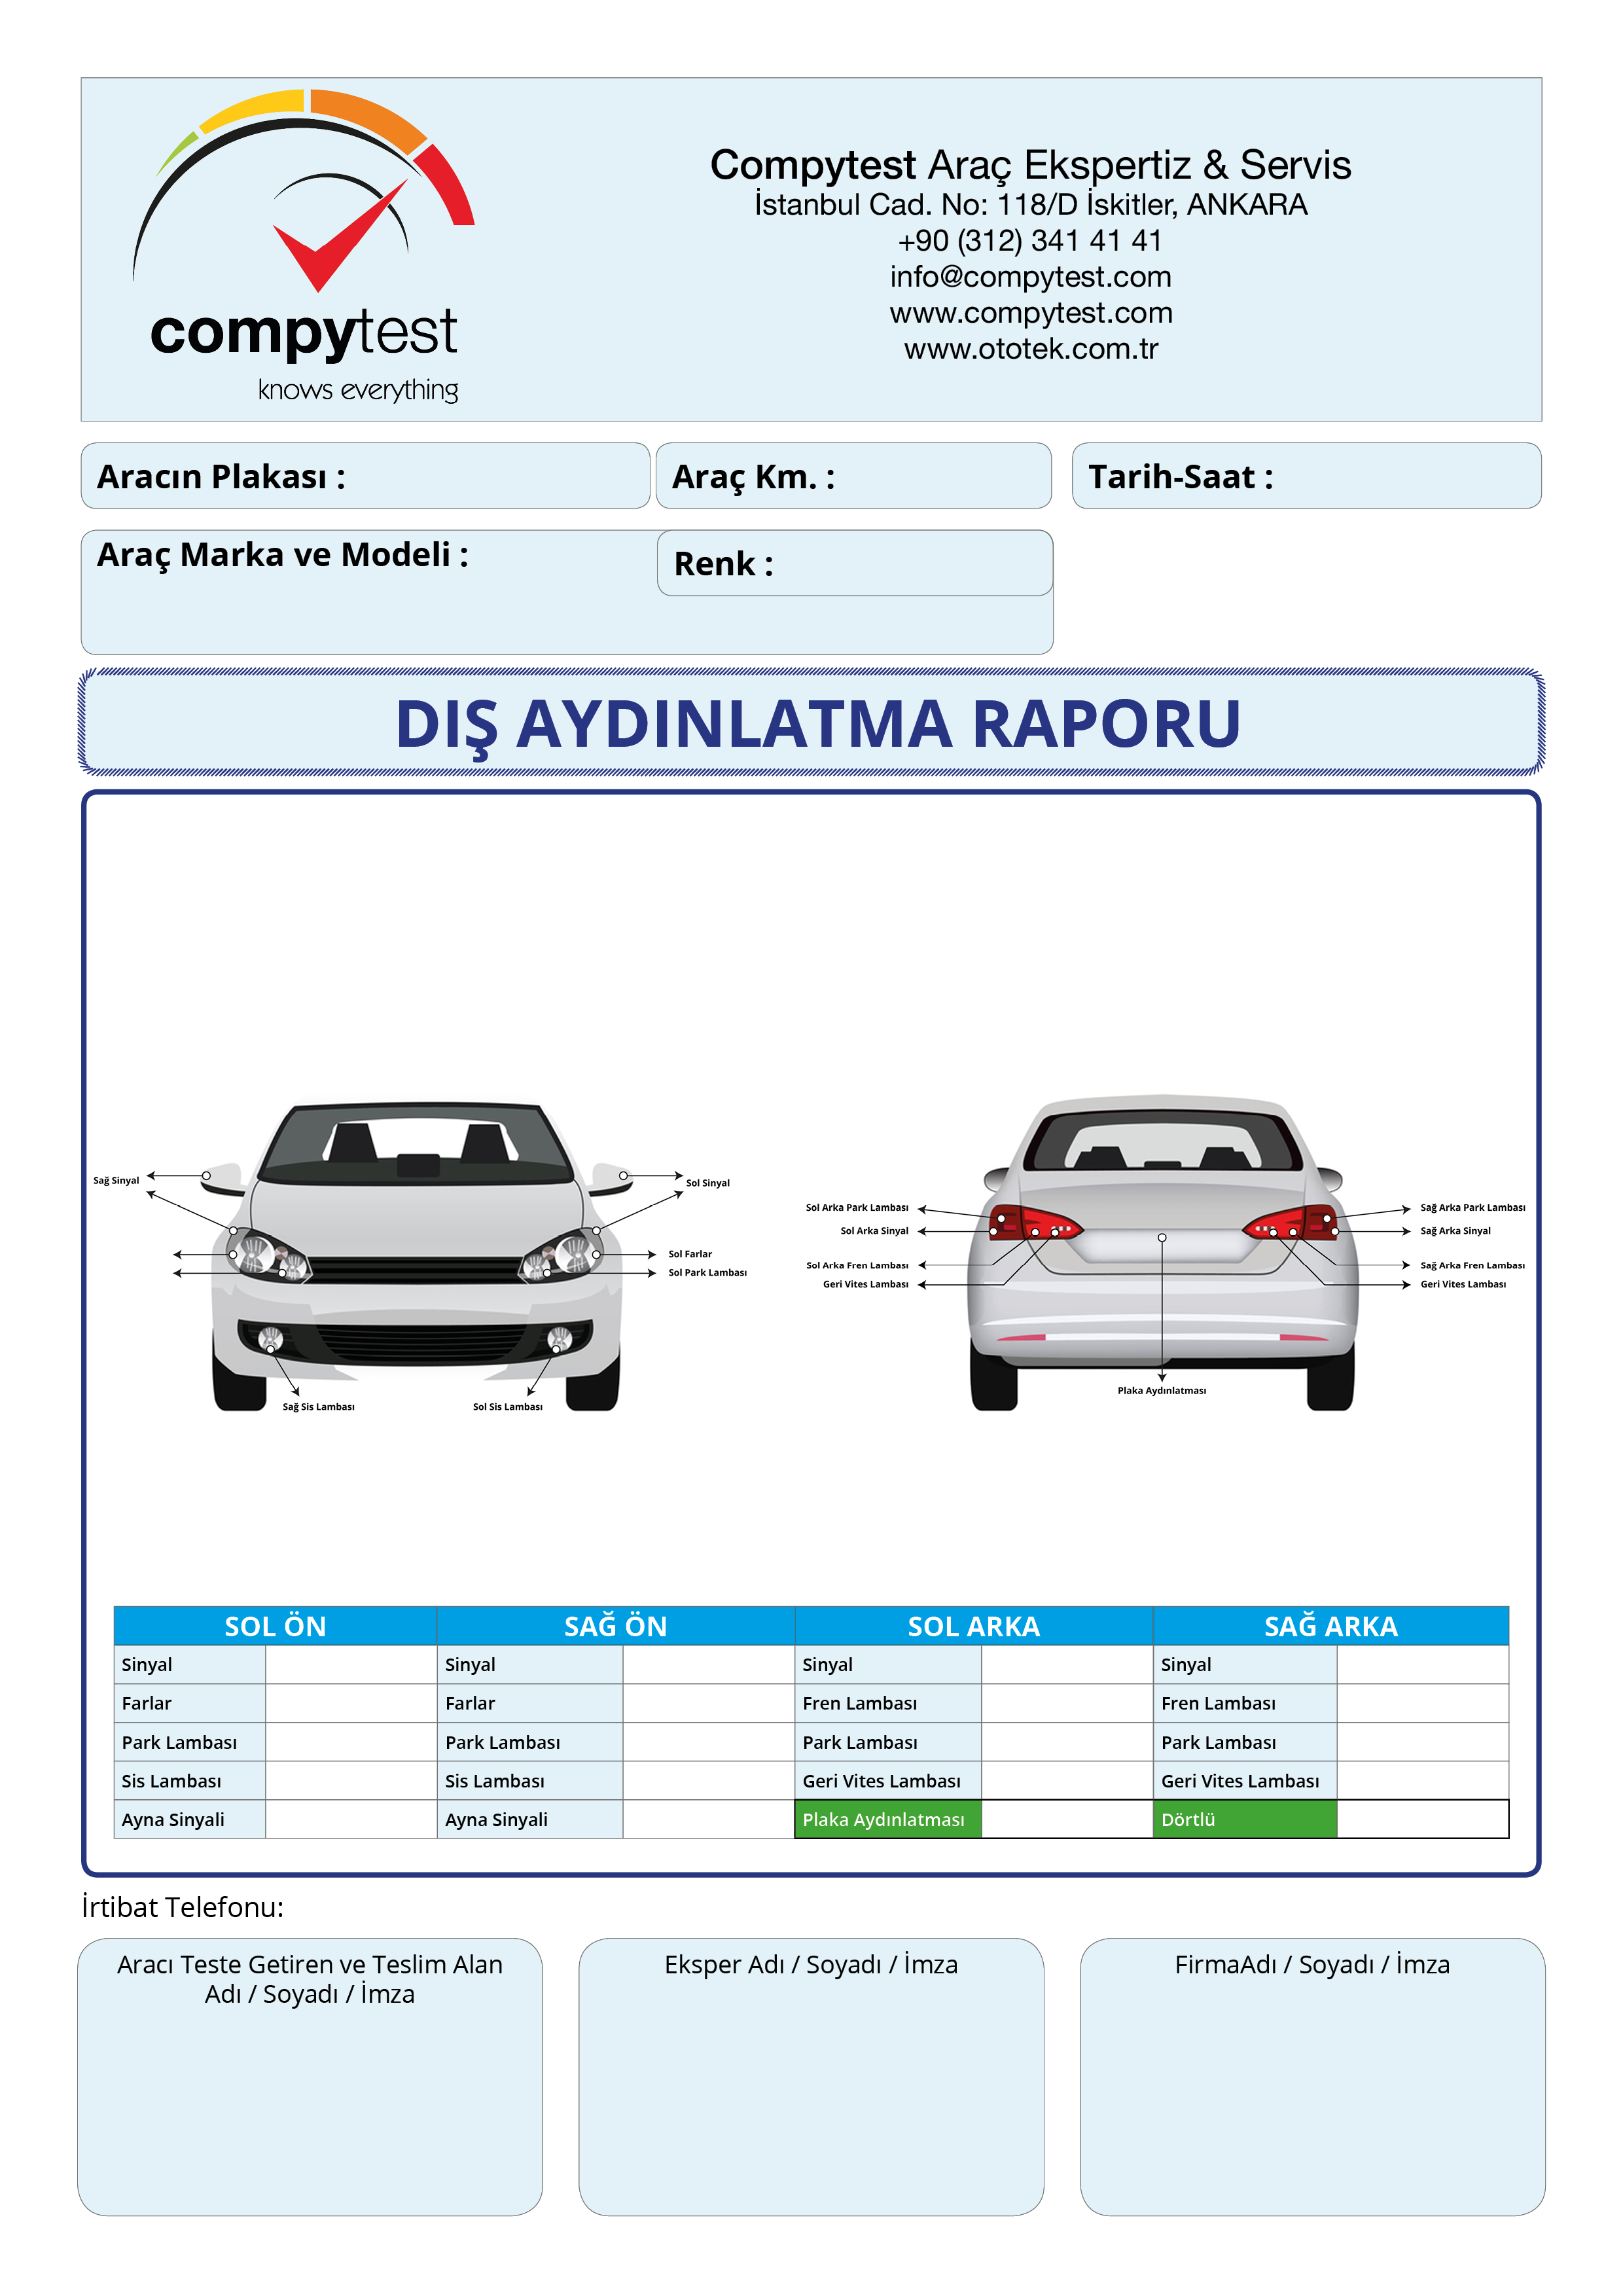 compytest
knows everything
Compytest Araç Ekspertiz & Servis
İstanbul Cad. No: 118/D İskitler, ANKARA
+90 (312) 341 41 41
info@compytest.com
www.compytest.com
www.ototek.com.tr
Aracın Plakası :
Araç Km. :
Tarih-Saat :
Araç Marka ve Modeli :
Renk :
DIŞ AYDINLATMA RAPORU
Sağ Sinyal
Sol Sinyal
Sol Farlar
Sol Park Lambası
Sağ Sis Lambası
Sol Sis Lambası
Sol Arka Park Lambası
Sol Arka Sinyal
Sol Arka Fren Lambası
Geri Vites Lambası
Sağ Arka Park Lambası
Sağ Arka Sinyal
Sağ Arka Fren Lambası
Geri Vites Lambası
Plaka Aydınlatması
SOL ÖN SAĞ ÖN SOL ARKA SAĞ ARKA
Sinyal Sinyal Sinyal Sinyal
Farlar Farlar Fren Lambası Fren Lambası
Park Lambası Park Lambası Park Lambası Park Lambası
Sis Lambası Sis Lambası Geri Vites Lambası Geri Vites Lambası
Ayna Sinyali Ayna Sinyali Plaka Aydınlatması Dörtlü
İrtibat Telefonu:
Aracı Teste Getiren ve Teslim Alan
Adı / Soyadı / İmza
Eksper Adı / Soyadı / İmza
FirmaAdı / Soyadı / İmza